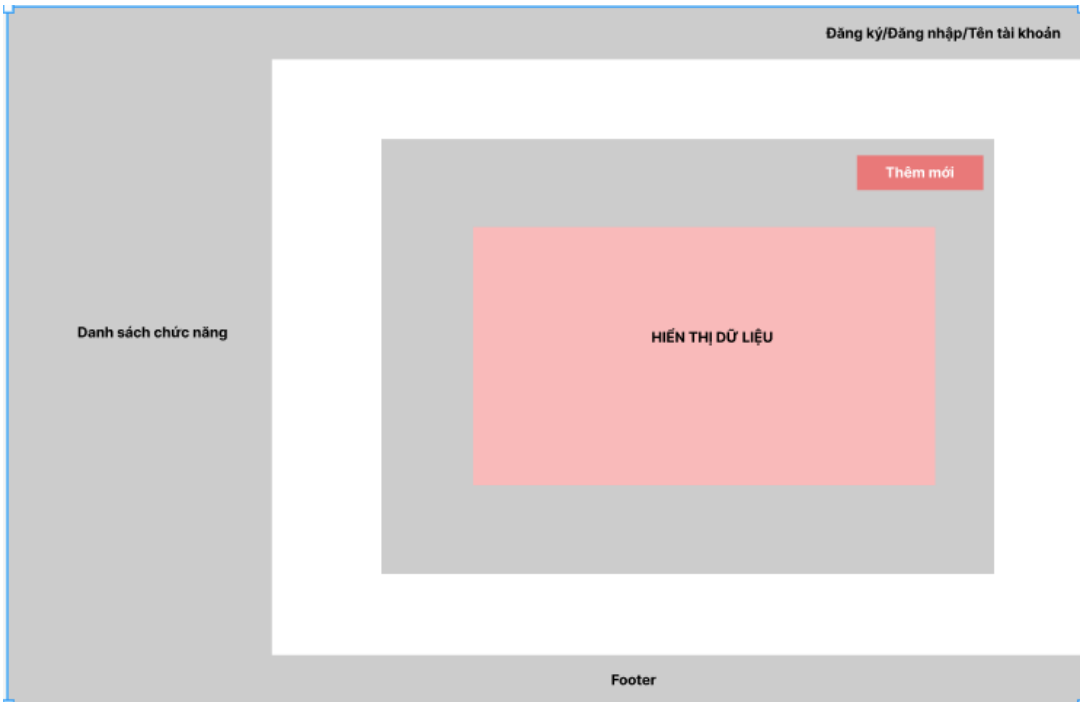 Đăng ký/Đăng nhập/Tên tài khoản
Thêm mới
Danh sách chức năng
HIỂN THỊ DỮ LIỆU
Footer